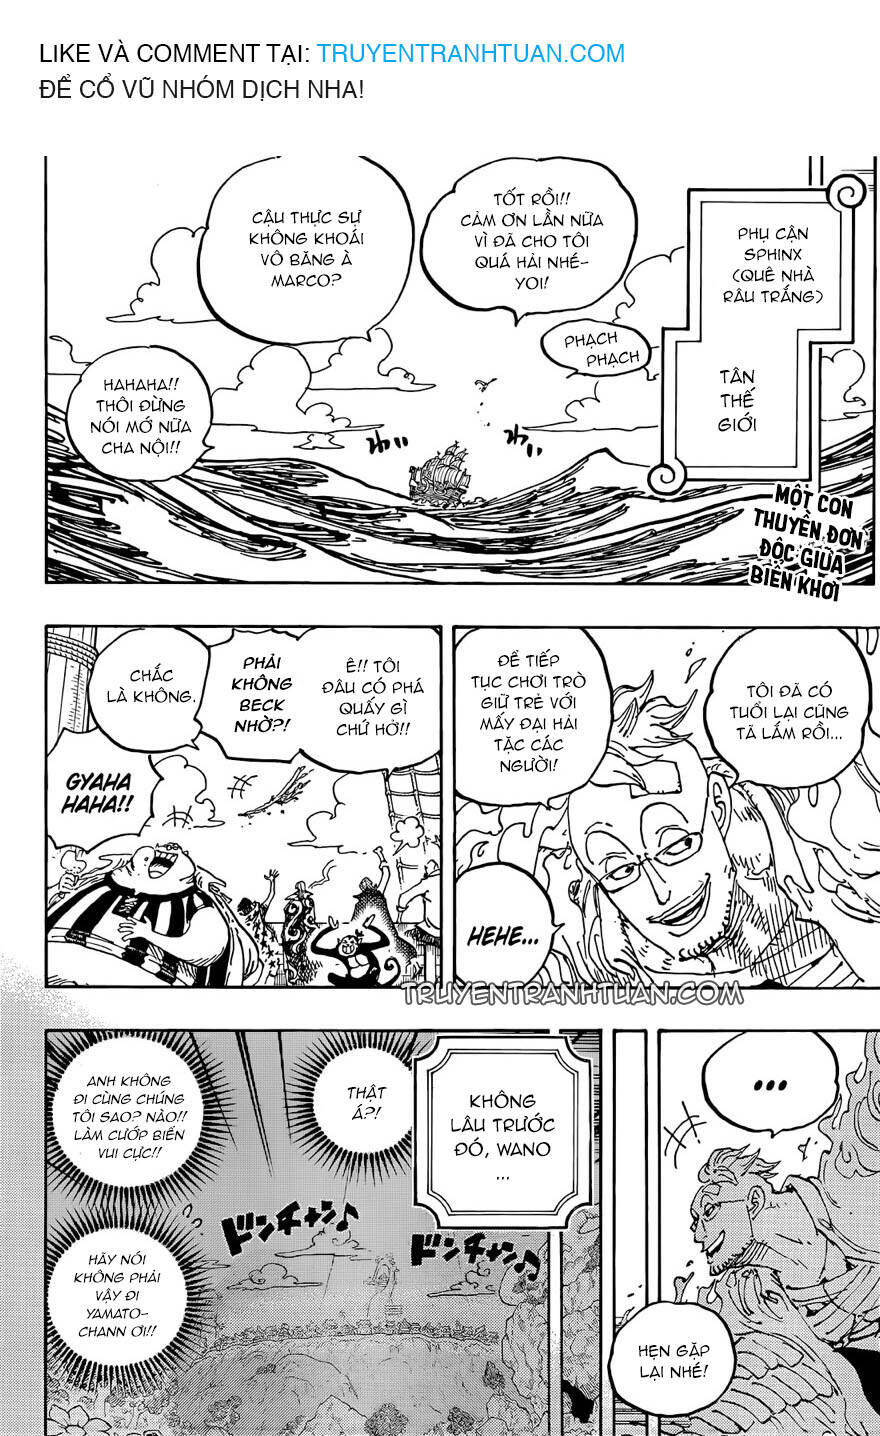 LIKE VÀ COMMENT TẠI: TRUYENTRANHTUAN.COM
ĐỂ CỔ VŨ NHÓM DỊCH NHA!
PHỤ CẬN
SPHINX
(QUÊ NHÀ
RÂU TRẮNG)
TÂN
THẾ
GIỚI
TỐT RỒI!!
CẢM ƠN LẦN NỮA
VÌ ĐÃ CHO TÔI
QUÁ HẢI NHÉ-
YOI!
CẬU THỰC SỰ
KHÔNG KHOÁI
VÔ BĂNG À
MARCO?
PHẠCH
PHẠCH
HAHAHA!!
THÔI ĐỪNG
NÓI MỚ NỮA
CHA NỘI!!
MỘT CON
THUYỀN ĐƠN
ĐỘC GIỮA
BIỂN KHƠI
TÔI ĐÃ CÓ
TUỔI LẠI CŨNG
TÃ LẮM RỒI...
ĐỂ TIẾP
TỤC CHƠI TRÒ
GIỮ TRẺ VỚI
MẤY ĐẠI HẢI
TẶC CÁC
NGƯỜI!
HEHE...
Ê!! TÔI
ĐÂU CÓ PHÁ
QUẤY GÌ
CHỨ HỞ!!
PHẢI
KHÔNG
BECK
NHỜ?!
CHẮC
LÀ KHÔNG.
GYAHA
HAHA!!
TRUYENTRANHTUAN.COM
...
HẸN GẶP
LẠI NHÉ!
KHÔNG
LÂU TRƯỚC
ĐÓ, WANO
...
THẬT
Á?!
ANH KHÔNG
ĐI CÙNG CHÚNG
TÔI SAO? NÀO!!
LÀM CƯỚP BIỂN
VUI CỰC!!
ドンチャン♪
ドンチャン♪
HÃY NÓI
KHÔNG PHẢI
VẬY ĐI
YAMATO-
CHANN ƠI!!